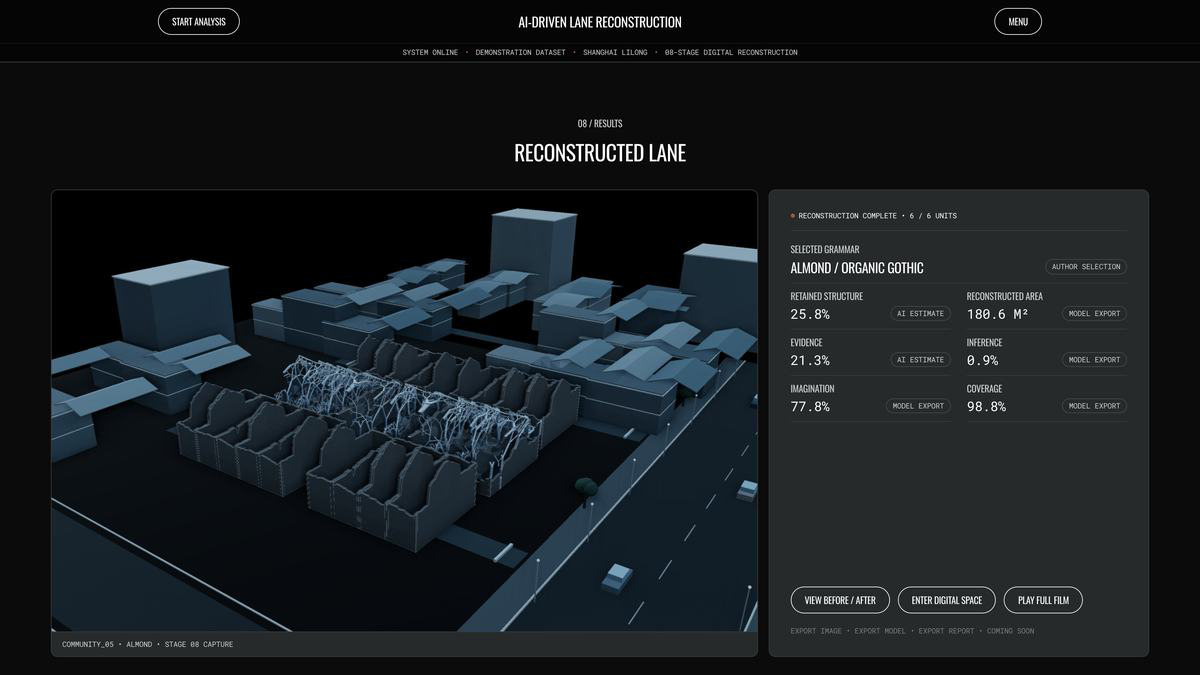 START ANALYSIS
AI-DRIVEN LANE RECONSTRUCTION
MENU
SYSTEM ONLINE · DEMONSTRATION DATASET · SHANGHAI LILONG · 08-STAGE DIGITAL RECONSTRUCTION
08 / RESULTS
RECONSTRUCTED LANE
COMMUNITY_05 • ALMOND • STAGE 08 CAPTURE
RECONSTRUCTION COMPLETE • 6 / 6 UNITS
SELECTED GRAMMAR
ALMOND / ORGANIC GOTHIC AUTHOR SELECTION
RETAINED STRUCTURE
25.8% AI ESTIMATE
RECONSTRUCTED AREA
180.6 M² MODEL EXPORT
EVIDENCE
21.3% AI ESTIMATE
INFERENCE
0.9% MODEL EXPORT
IMAGINATION
77.8% MODEL EXPORT
COVERAGE
98.8% MODEL EXPORT
VIEW BEFORE / AFTER
ENTER DIGITAL SPACE
PLAY FULL FILM
EXPORT IMAGE • EXPORT MODEL • EXPORT REPORT • COMING SOON